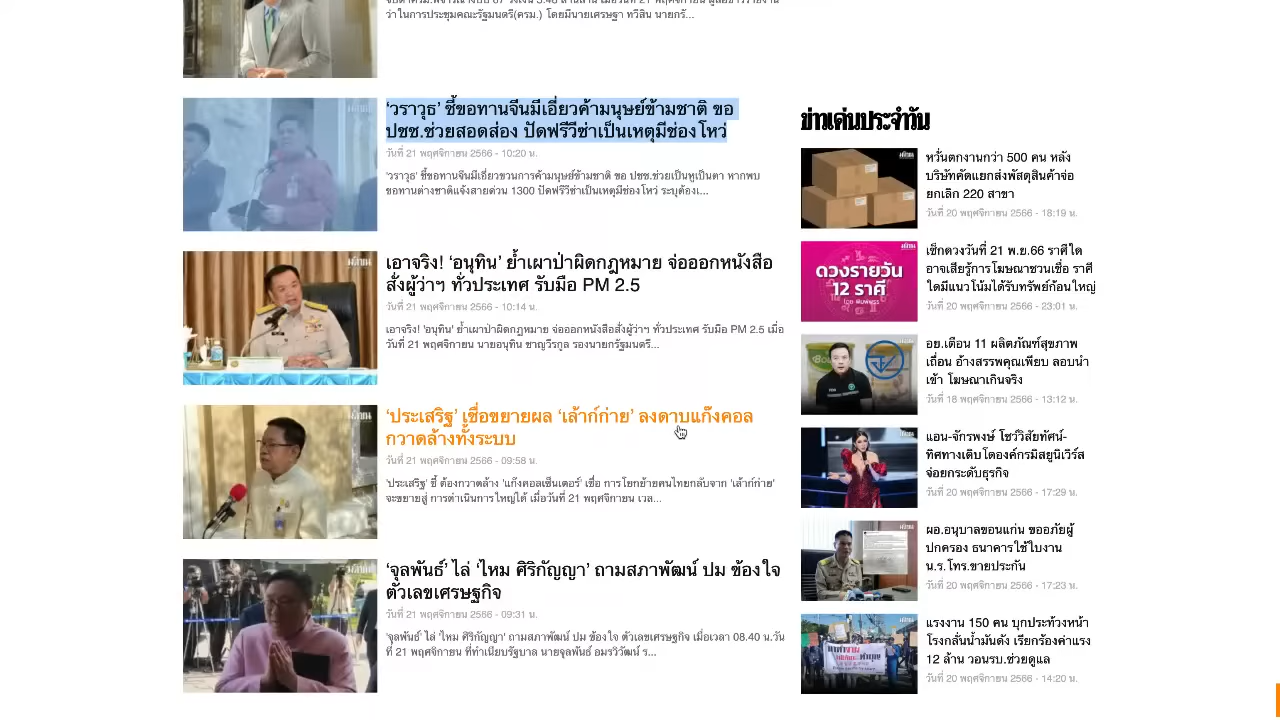 ว่าในการประชุมคณะรัฐมนตรี(ครม.) โดยมีนายเศรษฐา ทวีสิน นายกรั...
'วราวุธ' ชี้ขอทานจีนมีเอี่ยวค้ามนุษย์ข้ามชาติ ขอ
ปชช.ช่วยสอดส่อง ปัดฟรีวีซ่าเป็นเหตุมีช่องโหว่
วันที่ 21 พฤศจิกายน 2566 - 10:20 น.
'วราวุธ' ชี้ขอทานจีนมีเอี่ยวขวนการค้ามนุษย์ข้ามชาติ ขอ ปชช.ช่วยเป็นหูเป็นตา หากพบ
ขอทานต่างชาติแจ้งสายด่วน 1300 ปัดฟรีวีซ่าเป็นเหตุมีช่องโหว่ ระบุต้อง...
เอาจริง! 'อนุทิน' ย้ำเผาป่าผิดกฎหมาย จ่อออกหนังสือ
สั่งผู้ว่าฯ ทั่วประเทศ รับมือ PM 2.5
วันที่ 21 พฤศจิกายน 2566 - 10:14 น.
เอาจริง! 'อนุทิน' ย้ำเผาป่าผิดกฎหมาย จ่อออกหนังสือสั่งผู้ว่าฯ ทั่วประเทศ รับมือ PM 2.5 เมื่อ
วันที่ 21 พฤศจิกายน นายอนุทิน ชาญวีรกูล รองนายกรัฐมนตรี...
'ประเสริฐ' เชื่อขยายผล 'เล้าก์ก่าย' ลงดาบแก๊งคอล
กวาดล้างทั้งระบบ
วันที่ 21 พฤศจิกายน 2566 - 09:58 น.
'ประเสริฐ' ชี้ ต้องกวาดล้าง 'แก๊งคอลเซ็นเตอร์' เชื่อ การโยกย้ายคนไทยกลับจาก 'เล้าก์ก่าย'
จะขยายสู่ การดำเนินการใหญ่ได้ เมื่อวันที่ 21 พฤศจิกายน เวล...
'จุลพันธ์' ไล่ 'ไหม ศิริกัญญา' ถามสภาพัฒน์ ปม ข้องใจ
ตัวเลขเศรษฐกิจ
วันที่ 21 พฤศจิกายน 2566 - 09:31 น.
'จุลพันธ์' ไล่ 'ไหม ศิริกัญญา' ถามสภาพัฒน์ ปม ข้องใจ ตัวเลขเศรษฐกิจ เมื่อเวลา 08.40 น.วัน
ที่ 21 พฤศจิกายน ที่ทำเนียบรัฐบาล นายจุลพันธ์ อมรวิวัฒน์ ร...
ข่าวเด่นประจำวัน
หวั่นตกงานกว่า 500 คน หลัง
บริษัทคัดแยกส่งพัสดุสินค้าจ่อ
ยกเลิก 220 สาขา
วันที่ 20 พฤศจิกายน 2566 - 18:19 น.
ดวงรายวัน
12 ราศี
เช็กดวงวันที่ 21 พ.ย.66 ราศีใด
อาจเสียรู้การโฆษณาชวนเชื่อ ราศี
ใดมีแนวโน้มได้รับทรัพย์ก้อนใหญ่
วันที่ 20 พฤศจิกายน 2566 - 23:01 น.
อย.เตือน 11 ผลิตภัณฑ์สุขภาพ
เถื่อน อ้างสรรพคุณเพียบ ลอบนำ
เข้า โฆษณาเกินจริง
วันที่ 18 พฤศจิกายน 2566 - 13:12 น.
แอน-จักรพงษ์ โชว์วิสัยทัศน์-
ทิศทางเติบโตองค์กรมิสยูนิเวิร์ส
จ่อยกระดับธุรกิจ
วันที่ 20 พฤศจิกายน 2566 - 17:29 น.
ผอ.อนุบาลขอนแก่น ขออภัยผู้
ปกครอง ธนาคารใช้ใบงาน
น.ร.โทร.ขายประกัน
วันที่ 20 พฤศจิกายน 2566 - 17:23 น.
แรงงาน 150 คน บุกประท้วงหน้า
โรงกลั่นน้ำมันดัง เรียกร้องค่าแรง
12 ล้าน วอนรบ.ช่วยดูแล
วันที่ 20 พฤศจิกายน 2566 - 14:20 น.